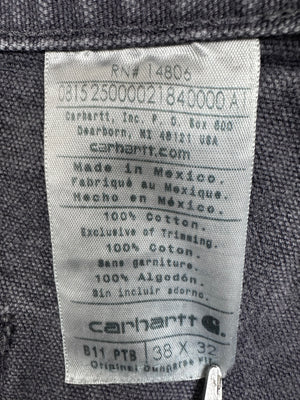 RN# 14806
081525000021840000 A1
Carhartt, Inc. P. O. Box 600
Dearborn, MI 48121 USA
carhartt.com
Made in Mexico.
Fabriqué au Mexique.
Hecho en México.
100% Cotton.
Exclusive of Trimming.
100% Coton.
Sans garniture.
100% Algodón.
Sin incluir adorno.
carhartt
B11 PTB 38 X 32
Original Dungaree Fit